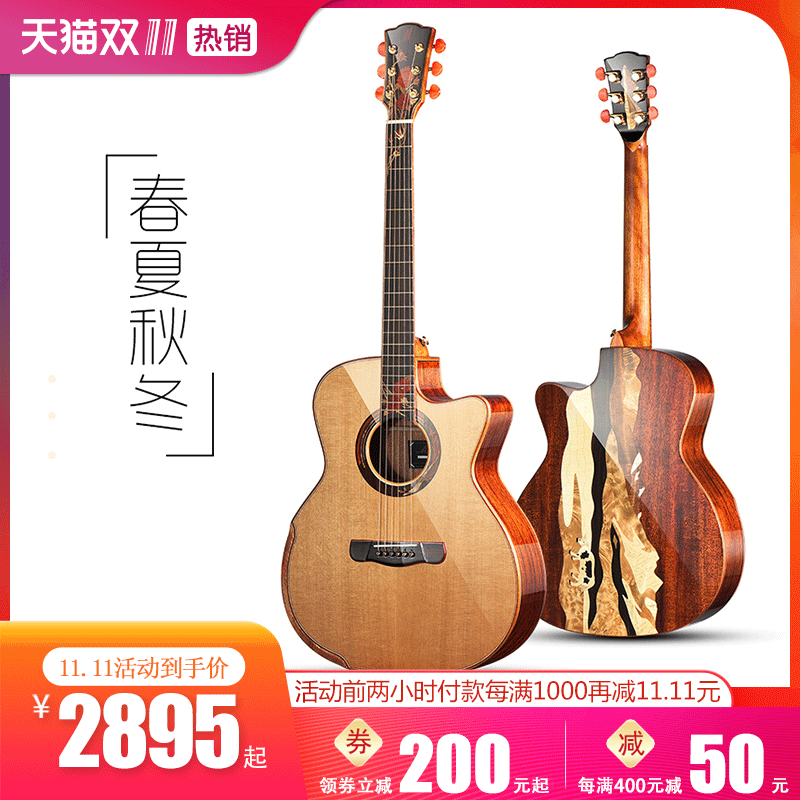 天猫双11 热销
「春夏秋冬」
11.11活动到手价
¥2895起
活动前两小时付款每满1000再减11.11元
券 200元起
领券立减
减 50元
每满400元减